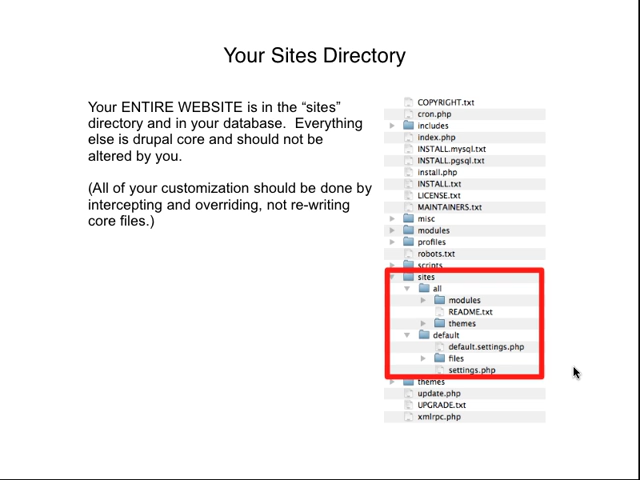 Your Sites Directory
Your ENTIRE WEBSITE is in the “sites”
directory and in your database.  Everything
else is drupal core and should not be
altered by you.
(All of your customization should be done by
intercepting and overriding, not re-writing
core files.)
COPYRIGHT.txt
cron.php
includes
index.php
INSTALL.mysql.txt
INSTALL.pgsql.txt
install.php
INSTALL.txt
LICENSE.txt
MAINTAINERS.txt
misc
modules
profiles
robots.txt
scripts
sites
all
modules
README.txt
themes
default
default.settings.php
files
settings.php
themes
update.php
UPGRADE.txt
xmlrpc.php